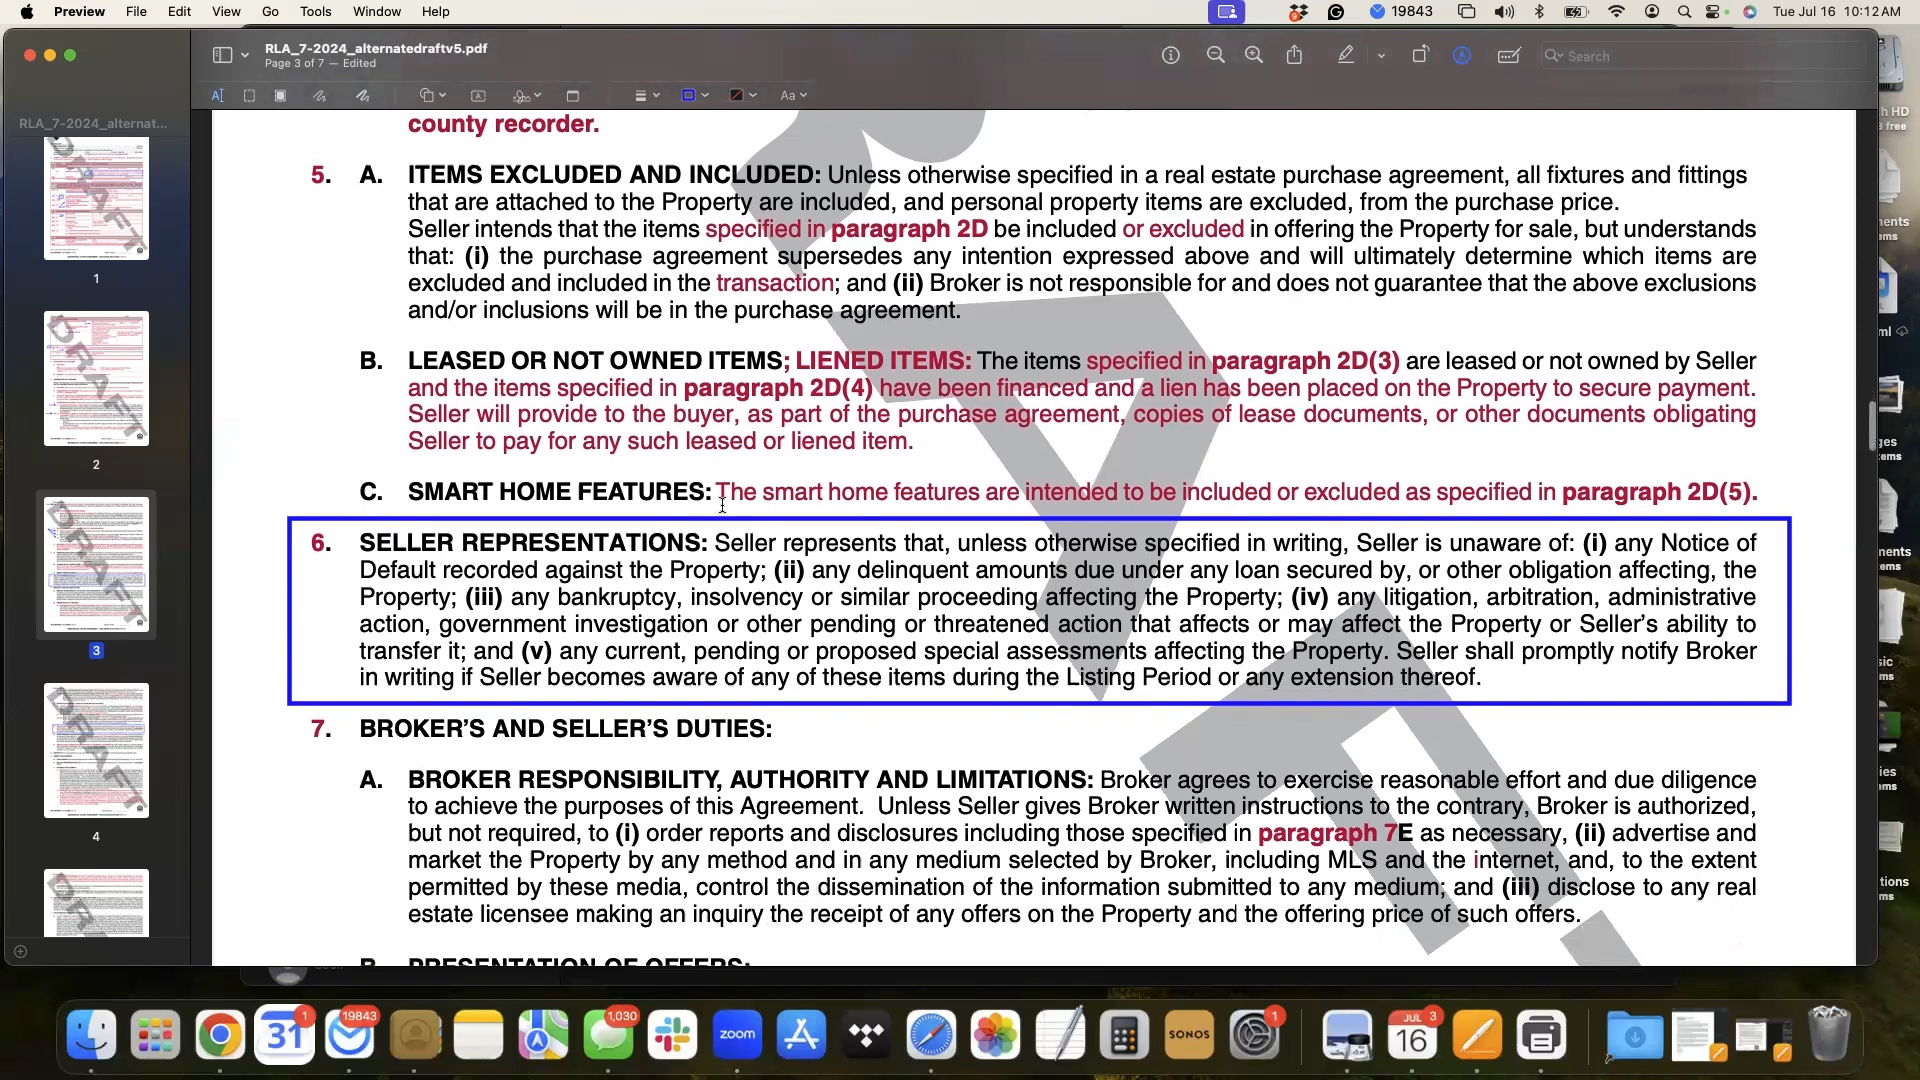 Preview File Edit View Go Tools Window Help
9
19843
Tue Jul 16 10:12 AM
RLA_7-2024_alternatedraftv5.pdf
Page 3 of 7 — Edited
Search
Aa
RLA_7-2024_alternat...
DRAFT
1
DRAFT
2
DRAFT
3
DRAFT
4
county recorder.
5. A. ITEMS EXCLUDED AND INCLUDED: Unless otherwise specified in a real estate purchase agreement, all fixtures and fittings
that are attached to the Property are included, and personal property items are excluded, from the purchase price.
Seller intends that the items specified in paragraph 2D be included or excluded in offering the Property for sale, but understands
that: (i) the purchase agreement supersedes any intention expressed above and will ultimately determine which items are
excluded and included in the transaction; and (ii) Broker is not responsible for and does not guarantee that the above exclusions
and/or inclusions will be in the purchase agreement.
B. LEASED OR NOT OWNED ITEMS; LIENED ITEMS: The items specified in paragraph 2D(3) are leased or not owned by Seller
and the items specified in paragraph 2D(4) have been financed and a lien has been placed on the Property to secure payment.
Seller will provide to the buyer, as part of the purchase agreement, copies of lease documents, or other documents obligating
Seller to pay for any such leased or liened item.
C. SMART HOME FEATURES: The smart home features are intended to be included or excluded as specified in paragraph 2D(5).
6. SELLER REPRESENTATIONS: Seller represents that, unless otherwise specified in writing, Seller is unaware of: (i) any Notice of
Default recorded against the Property; (ii) any delinquent amounts due under any loan secured by, or other obligation affecting, the
Property; (iii) any bankruptcy, insolvency or similar proceeding affecting the Property; (iv) any litigation, arbitration, administrative
action, government investigation or other pending or threatened action that affects or may affect the Property or Seller's ability to
transfer it; and (v) any current, pending or proposed special assessments affecting the Property. Seller shall promptly notify Broker
in writing if Seller becomes aware of any of these items during the Listing Period or any extension thereof.
7. BROKER'S AND SELLER'S DUTIES:
A. BROKER RESPONSIBILITY, AUTHORITY AND LIMITATIONS: Broker agrees to exercise reasonable effort and due diligence
to achieve the purposes of this Agreement. Unless Seller gives Broker written instructions to the contrary, Broker is authorized,
but not required, to (i) order reports and disclosures including those specified in paragraph 7E as necessary, (ii) advertise and
market the Property by any method and in any medium selected by Broker, including MLS and the internet, and, to the extent
permitted by these media, control the dissemination of the information submitted to any medium; and (iii) disclose to any real
estate licensee making an inquiry the receipt of any offers on the Property and the offering price of such offers.
B. PRESENTATION OF OFFERS:
h HD
free
1
31
19843
1,030
zoom
SONOS
1
JUL
3
16